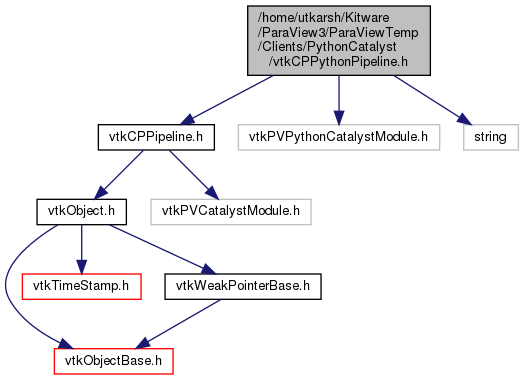 /home/utkarsh/Kitware
/ParaView3/ParaViewTemp
/Clients/PythonCatalyst
/vtkCPPythonPipeline.h
vtkCPPipeline.h
vtkPVPythonCatalystModule.h
string
vtkObject.h
vtkPVCatalystModule.h
vtkTimeStamp.h
vtkWeakPointerBase.h
vtkObjectBase.h